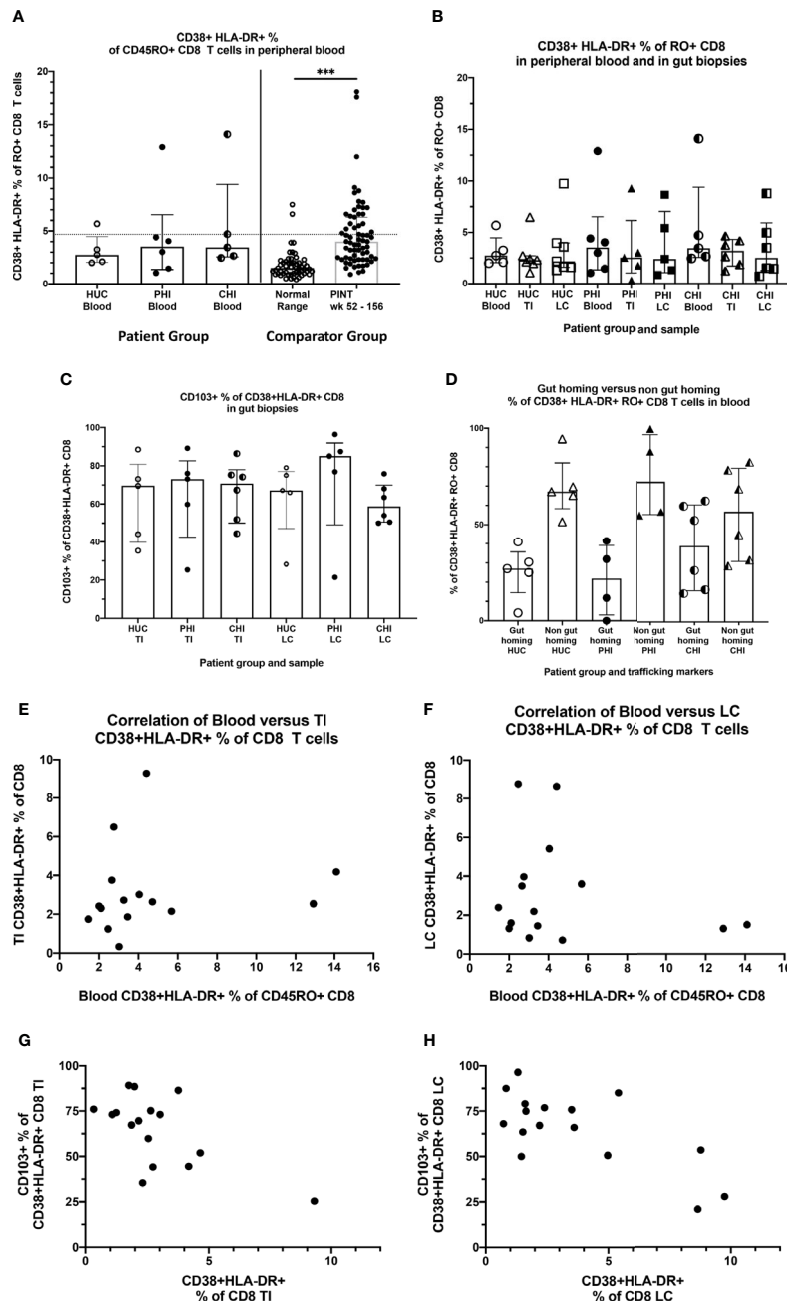 A
CD38+ HLA-DR+ %
of CD45RO+ CD8 T cells in peripheral blood
CD38+ HLA-DR+ % of RO+ CD8 T cells
20
15
10
5
0
***
HUC
Blood
PHI
Blood
CHI
Blood
Normal
Range
PINT
wk 52 - 156
Patient Group
Comparator Group
B
CD38+ HLA-DR+ % of RO+ CD8
in peripheral blood and in gut biopsies
CD38+ HLA-DR+ % of RO+ CD8
20
15
10
5
0
HUC
Blood
HUC
TI
HUC
LC
PHI
Blood
PHI
TI
PHI
LC
CHI
Blood
CHI
TI
CHI
LC
Patient group and sample
C
CD103+ % of CD38+HLA-DR+ CD8
in gut biopsies
CD103+ % of CD38+HLA-DR+ CD8
100
80
60
40
20
0
HUC
TI
PHI
TI
CHI
TI
HUC
LC
PHI
LC
CHI
LC
Patient group and sample
D
Gut homing versus non gut homing
% of CD38+ HLA-DR+ RO+ CD8 T cells in blood
% of CD38+HLA-DR+ RO+ CD8
100
50
0
Gut
homing
HUC
Non gut
homing
HUC
Gut
homing
PHI
Non gut
homing
PHI
Gut
homing
CHI
Non gut
homing
CHI
Patient group and trafficking markers
E
Correlation of Blood versus TI
CD38+HLA-DR+ % of CD8 T cells
TI CD38+HLA-DR+ % of CD8
10
8
6
4
2
0
0 2 4 6 8 10 12 14 16
Blood CD38+HLA-DR+ % of CD45RO+ CD8
F
Correlation of Blood versus LC
CD38+HLA-DR+ % of CD8 T cells
LC CD38+HLA-DR+ % of CD8
10
8
6
4
2
0
0 2 4 6 8 10 12 14 16
Blood CD38+HLA-DR+ % of CD45RO+ CD8
G
CD103+ % of
CD38+HLA-DR+ CD8 TI
100
75
50
25
0
0 5 10
CD38+HLA-DR+
% of CD8 TI
H
CD103+ % of
CD38+HLA-DR+ CD8 LC
100
75
50
25
0
0 5 10
CD38+HLA-DR+
% of CD8 LC